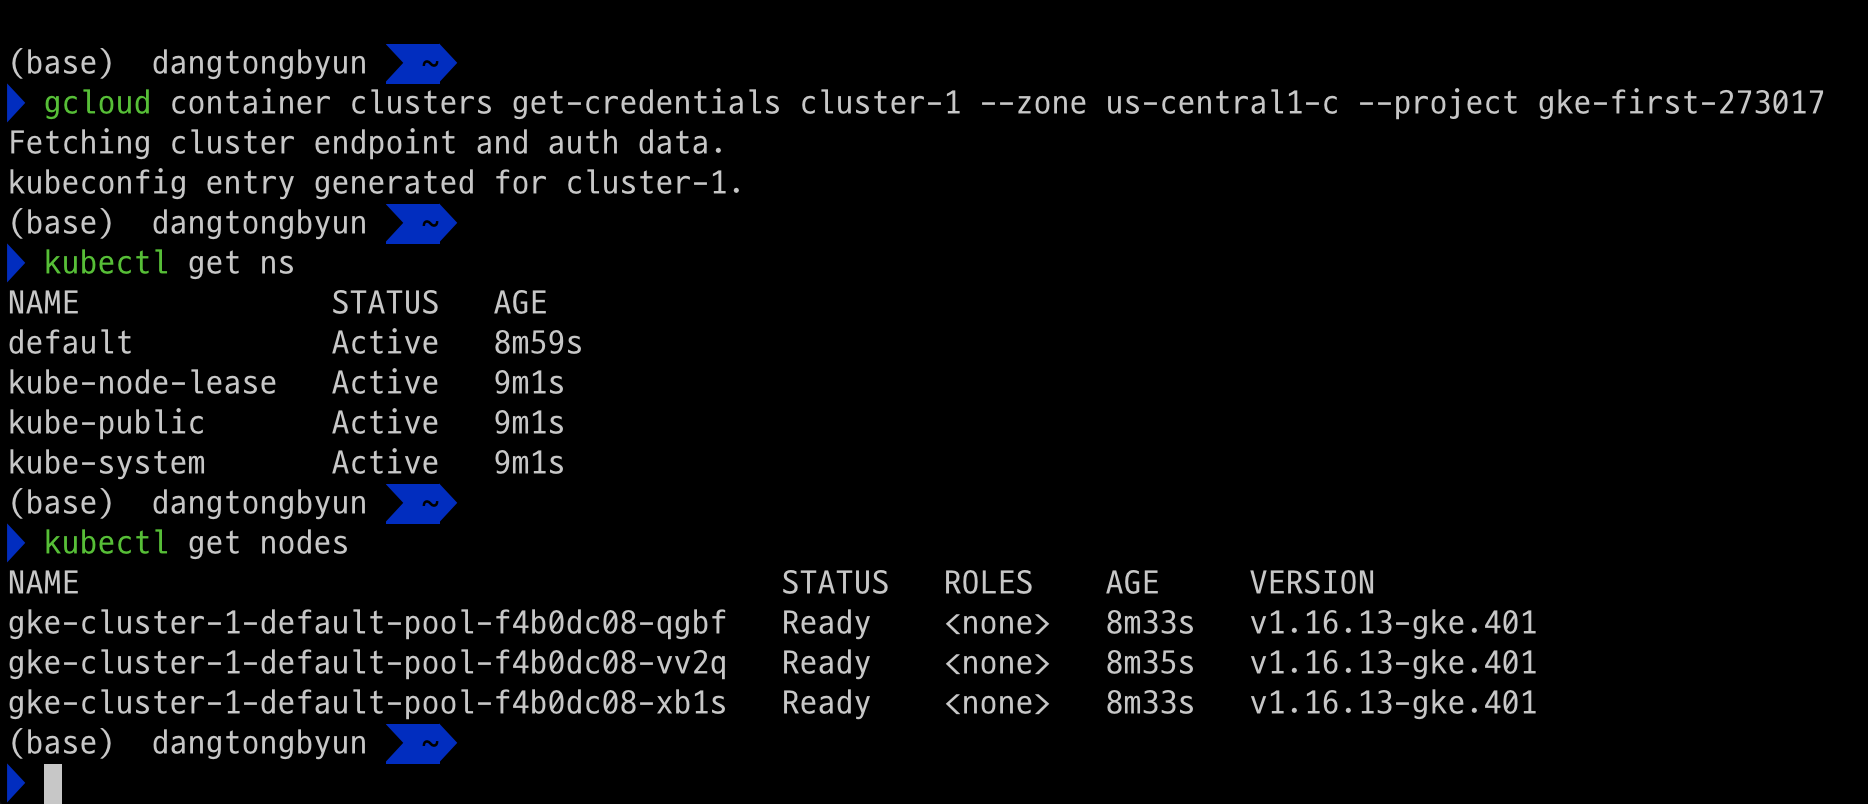 (base)  dangtongbyun  ~
gcloud container clusters get-credentials cluster-1 --zone us-central1-c --project gke-first-273017
Fetching cluster endpoint and auth data.
kubeconfig entry generated for cluster-1.
(base)  dangtongbyun  ~
kubectl get ns
NAME              STATUS   AGE
default           Active   8m59s
kube-node-lease   Active   9m1s
kube-public       Active   9m1s
kube-system       Active   9m1s
(base)  dangtongbyun  ~
kubectl get nodes
NAME                                       STATUS   ROLES    AGE     VERSION
gke-cluster-1-default-pool-f4b0dc08-qgbf   Ready    <none>   8m33s   v1.16.13-gke.401
gke-cluster-1-default-pool-f4b0dc08-vv2q   Ready    <none>   8m35s   v1.16.13-gke.401
gke-cluster-1-default-pool-f4b0dc08-xb1s   Ready    <none>   8m33s   v1.16.13-gke.401
(base)  dangtongbyun  ~